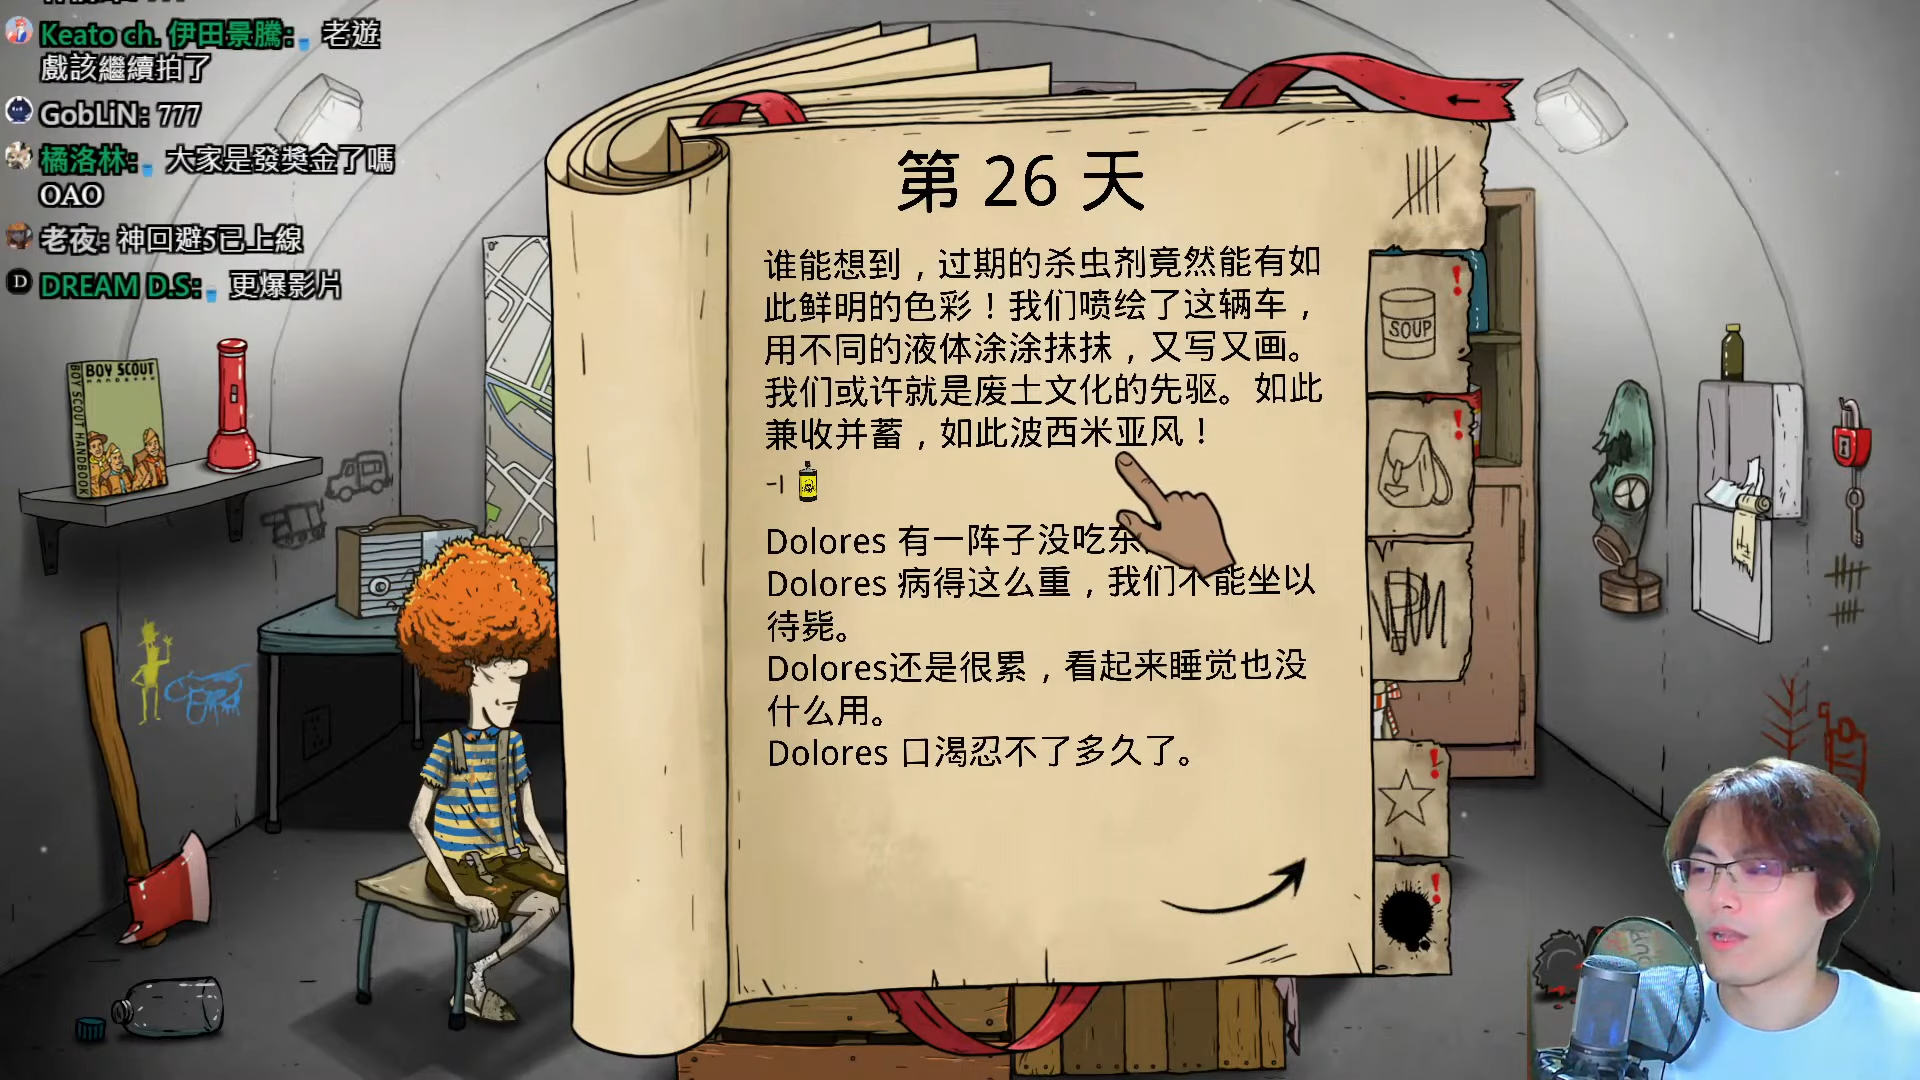 Keato ch. 伊田景騰: 老遊
戲該繼續拍了
GobLiN: 777
橘洛林: 大家是發獎金了嗎
OAO
老夜: 神回避5已上線
DREAM D.S: 更爆影片
BOY SCOUT
HANDBOOK
BOY SCOUT HANDBOOK
第 26 天
谁能想到，过期的杀虫剂竟然能有如
此鲜明的色彩！我们喷绘了这辆车，
用不同的液体涂涂抹抹，又写又画。
我们或许就是废土文化的先驱。如此
兼收并蓄，如此波西米亚风！
-1
Dolores 有一阵子没吃东
Dolores 病得这么重，我们不能坐以
待毙。
Dolores还是很累，看起来睡觉也没
什么用。
Dolores 口渴忍不了多久了。
SOUP